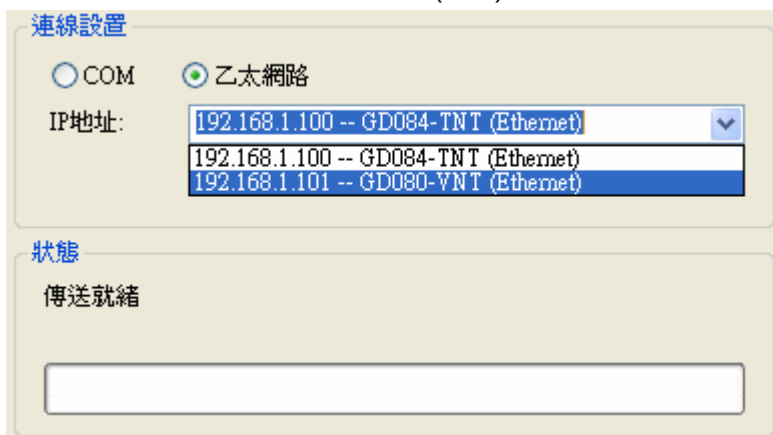 連線設置
COM 乙太網路
IP地址: 192.168.1.100 -- GD084-TNT (Ethernet)
192.168.1.100 -- GD084-TNT (Ethernet)
192.168.1.101 -- GD080-VNT (Ethernet)
狀態
傳送就緒